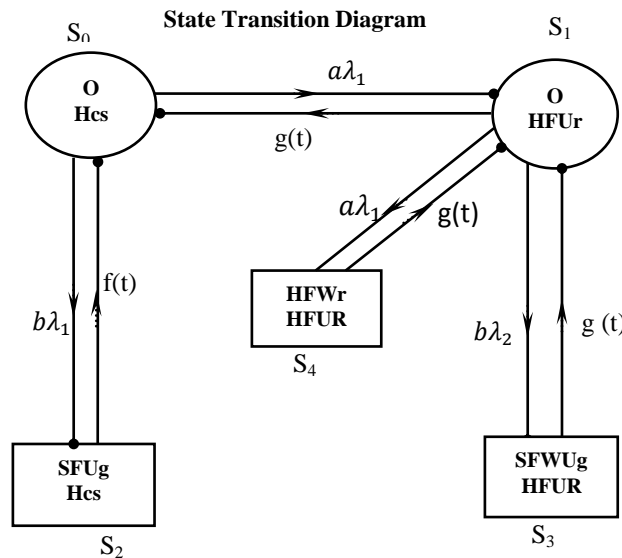 State Transition Diagram
S₀
S₁
O
Hcs
aλ₁
O
HFUr
g(t)
aλ₁
g(t)
f(t)
HFWr
HFUR
bλ₁
bλ₂
g (t)
S₄
SFUg
Hcs
SFWUg
HFUR
S₂
S₃